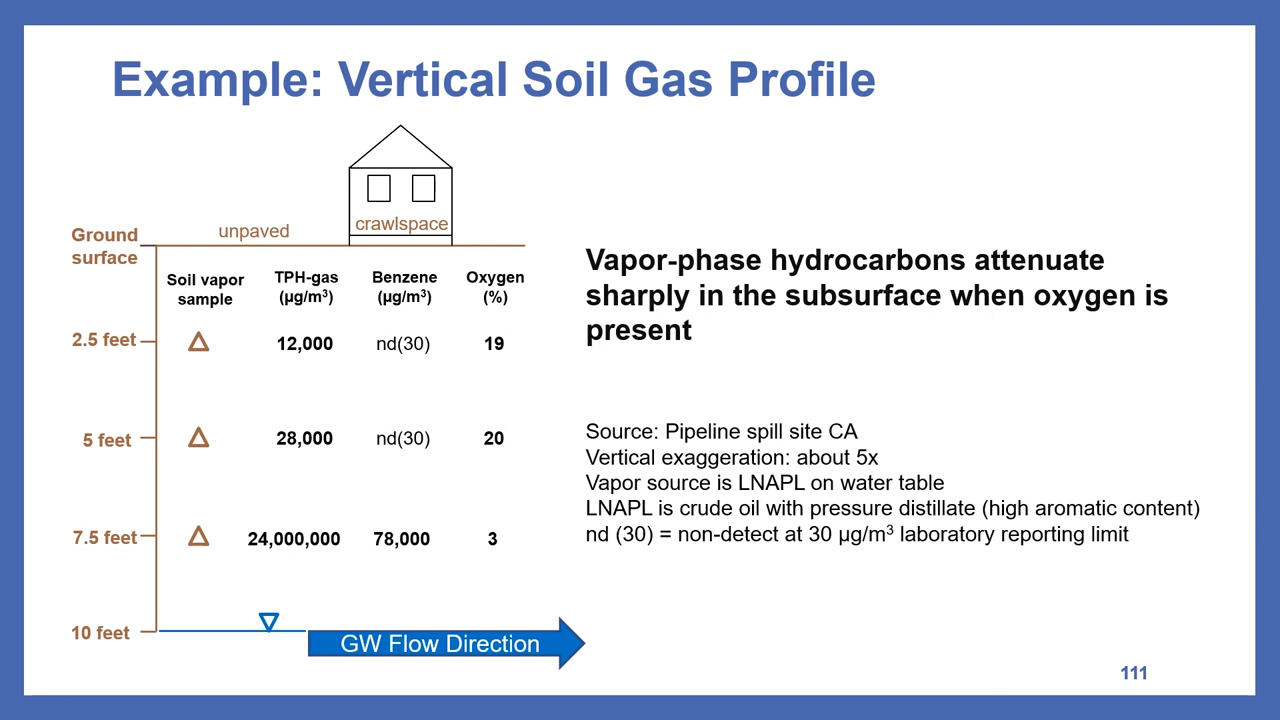 Example: Vertical Soil Gas Profile
unpaved
crawlspace
Ground
surface
Soil vapor
sample
TPH-gas
(µg/m³)
Benzene
(µg/m³)
Oxygen
(%)
2.5 feet 12,000 nd(30) 19
5 feet 28,000 nd(30) 20
7.5 feet 24,000,000 78,000 3
10 feet
GW Flow Direction
Vapor-phase hydrocarbons attenuate
sharply in the subsurface when oxygen is
present
Source: Pipeline spill site CA
Vertical exaggeration: about 5x
Vapor source is LNAPL on water table
LNAPL is crude oil with pressure distillate (high aromatic content)
nd (30) = non-detect at 30 µg/m³ laboratory reporting limit
111